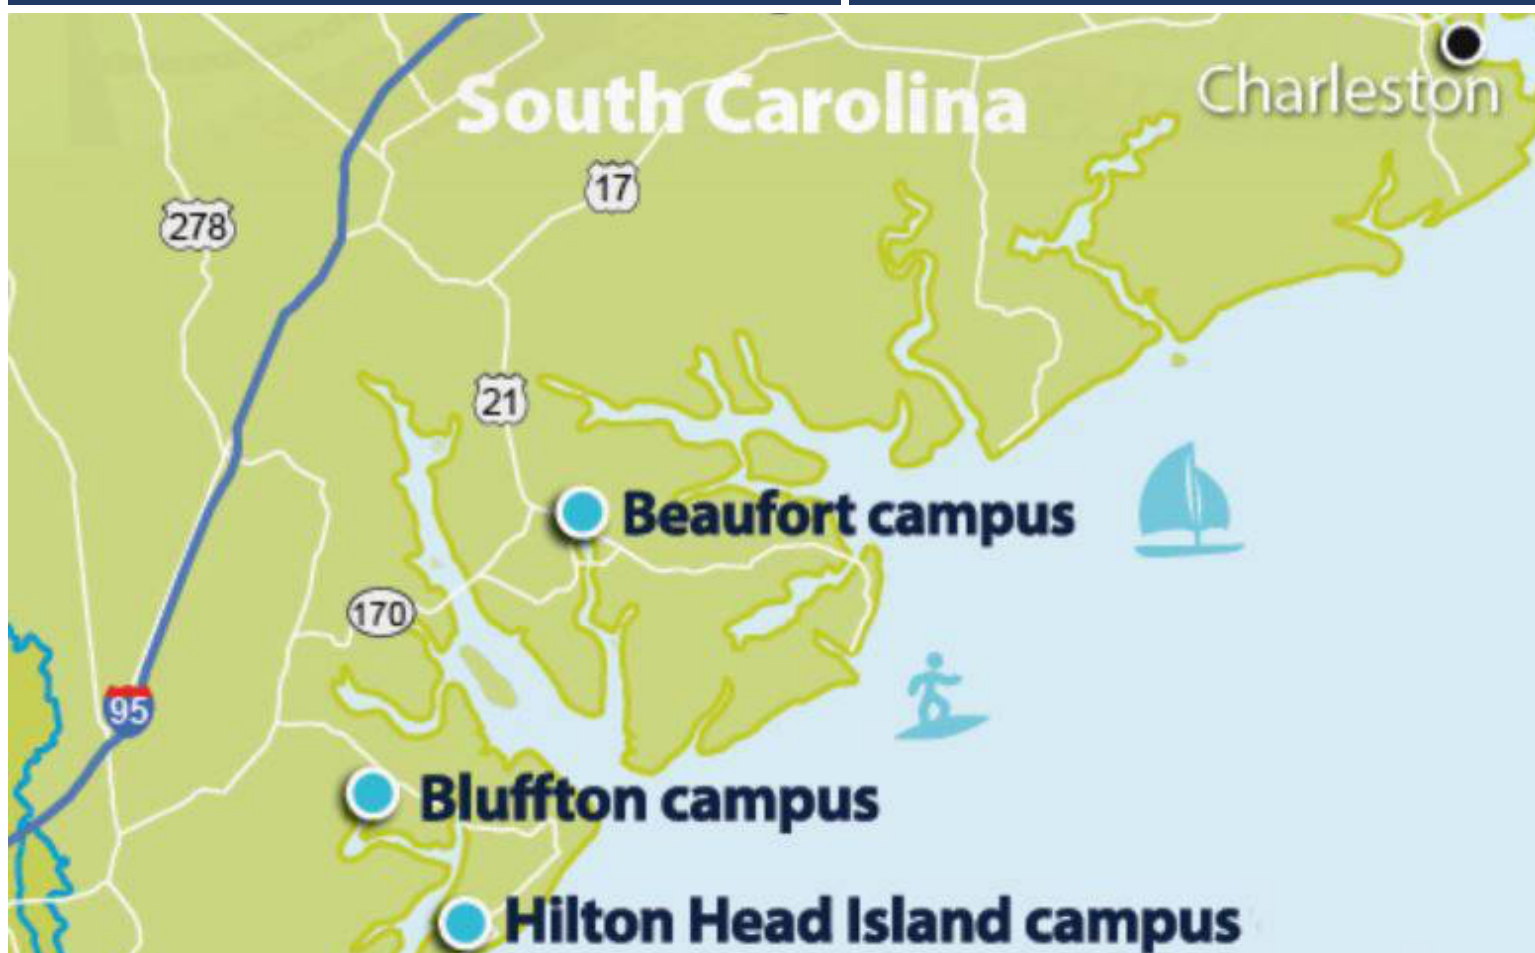 South Carolina
Charleston
17
278
21
Beaufort campus
170
95
Bluffton campus
Hilton Head Island campus